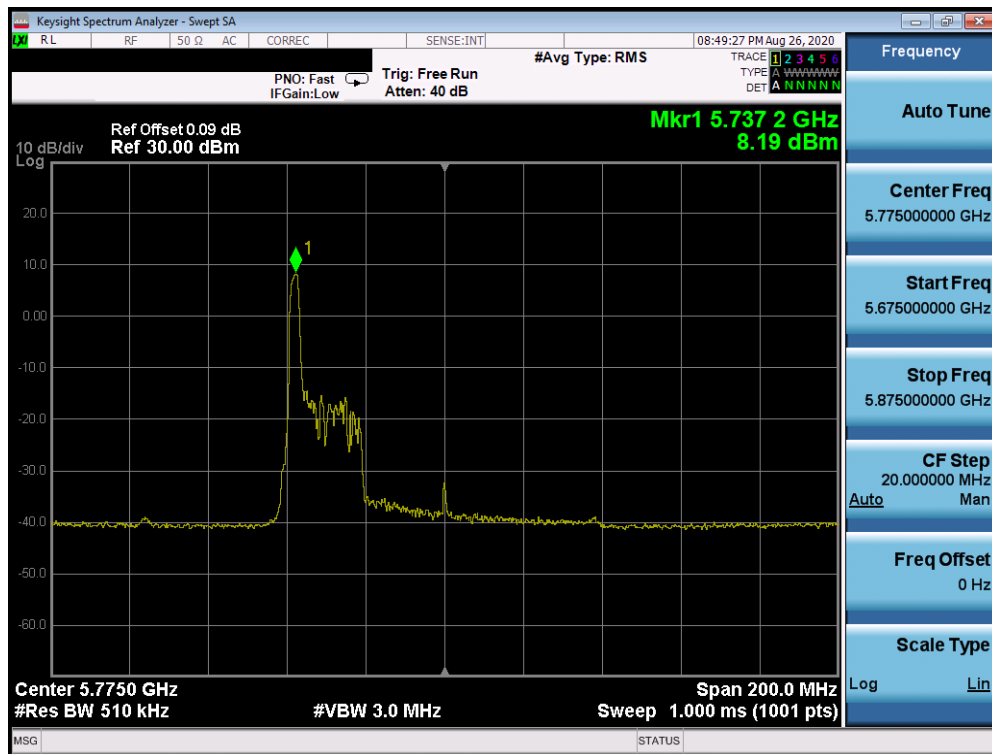 Keysight Spectrum Analyzer - Swept SA
LXI RL RF 50 Ω AC CORREC SENSE:INT 08:49:27 PM Aug 26, 2020
#Avg Type: RMS TRACE 1 2 3 4 5 6
PNO: Fast Trig: Free Run TYPE A WWWWW
IFGain:Low Atten: 40 dB DET A N N N N N
Mkr1 5.737 2 GHz
8.19 dBm
Ref Offset 0.09 dB
10 dB/div Ref 30.00 dBm
Log
1
20.0
10.0
0.00
-10.0
-20.0
-30.0
-40.0
-50.0
-60.0
Center 5.7750 GHz Span 200.0 MHz
#Res BW 510 kHz #VBW 3.0 MHz Sweep 1.000 ms (1001 pts)
MSG STATUS
Frequency
Auto Tune
Center Freq
5.775000000 GHz
Start Freq
5.675000000 GHz
Stop Freq
5.875000000 GHz
CF Step
20.000000 MHz
Auto Man
Freq Offset
0 Hz
Scale Type
Log Lin